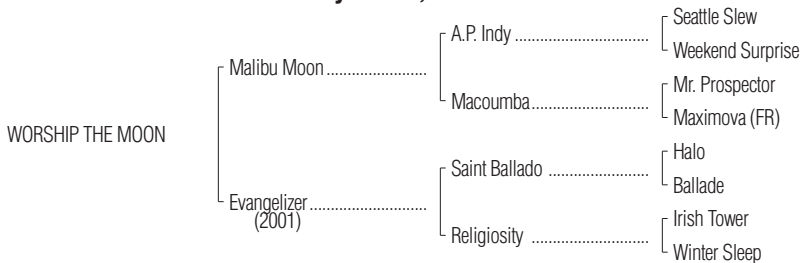 Seattle Slew
A.P. Indy ................................
Weekend Surprise
Malibu Moon ........................
Mr. Prospector
Macoumba ............................
Maximova (FR)
WORSHIP THE MOON
Halo
Saint Ballado ........................
Ballade
Evangelizer ............................
(2001)
Irish Tower
Religiosity ............................
Winter Sleep